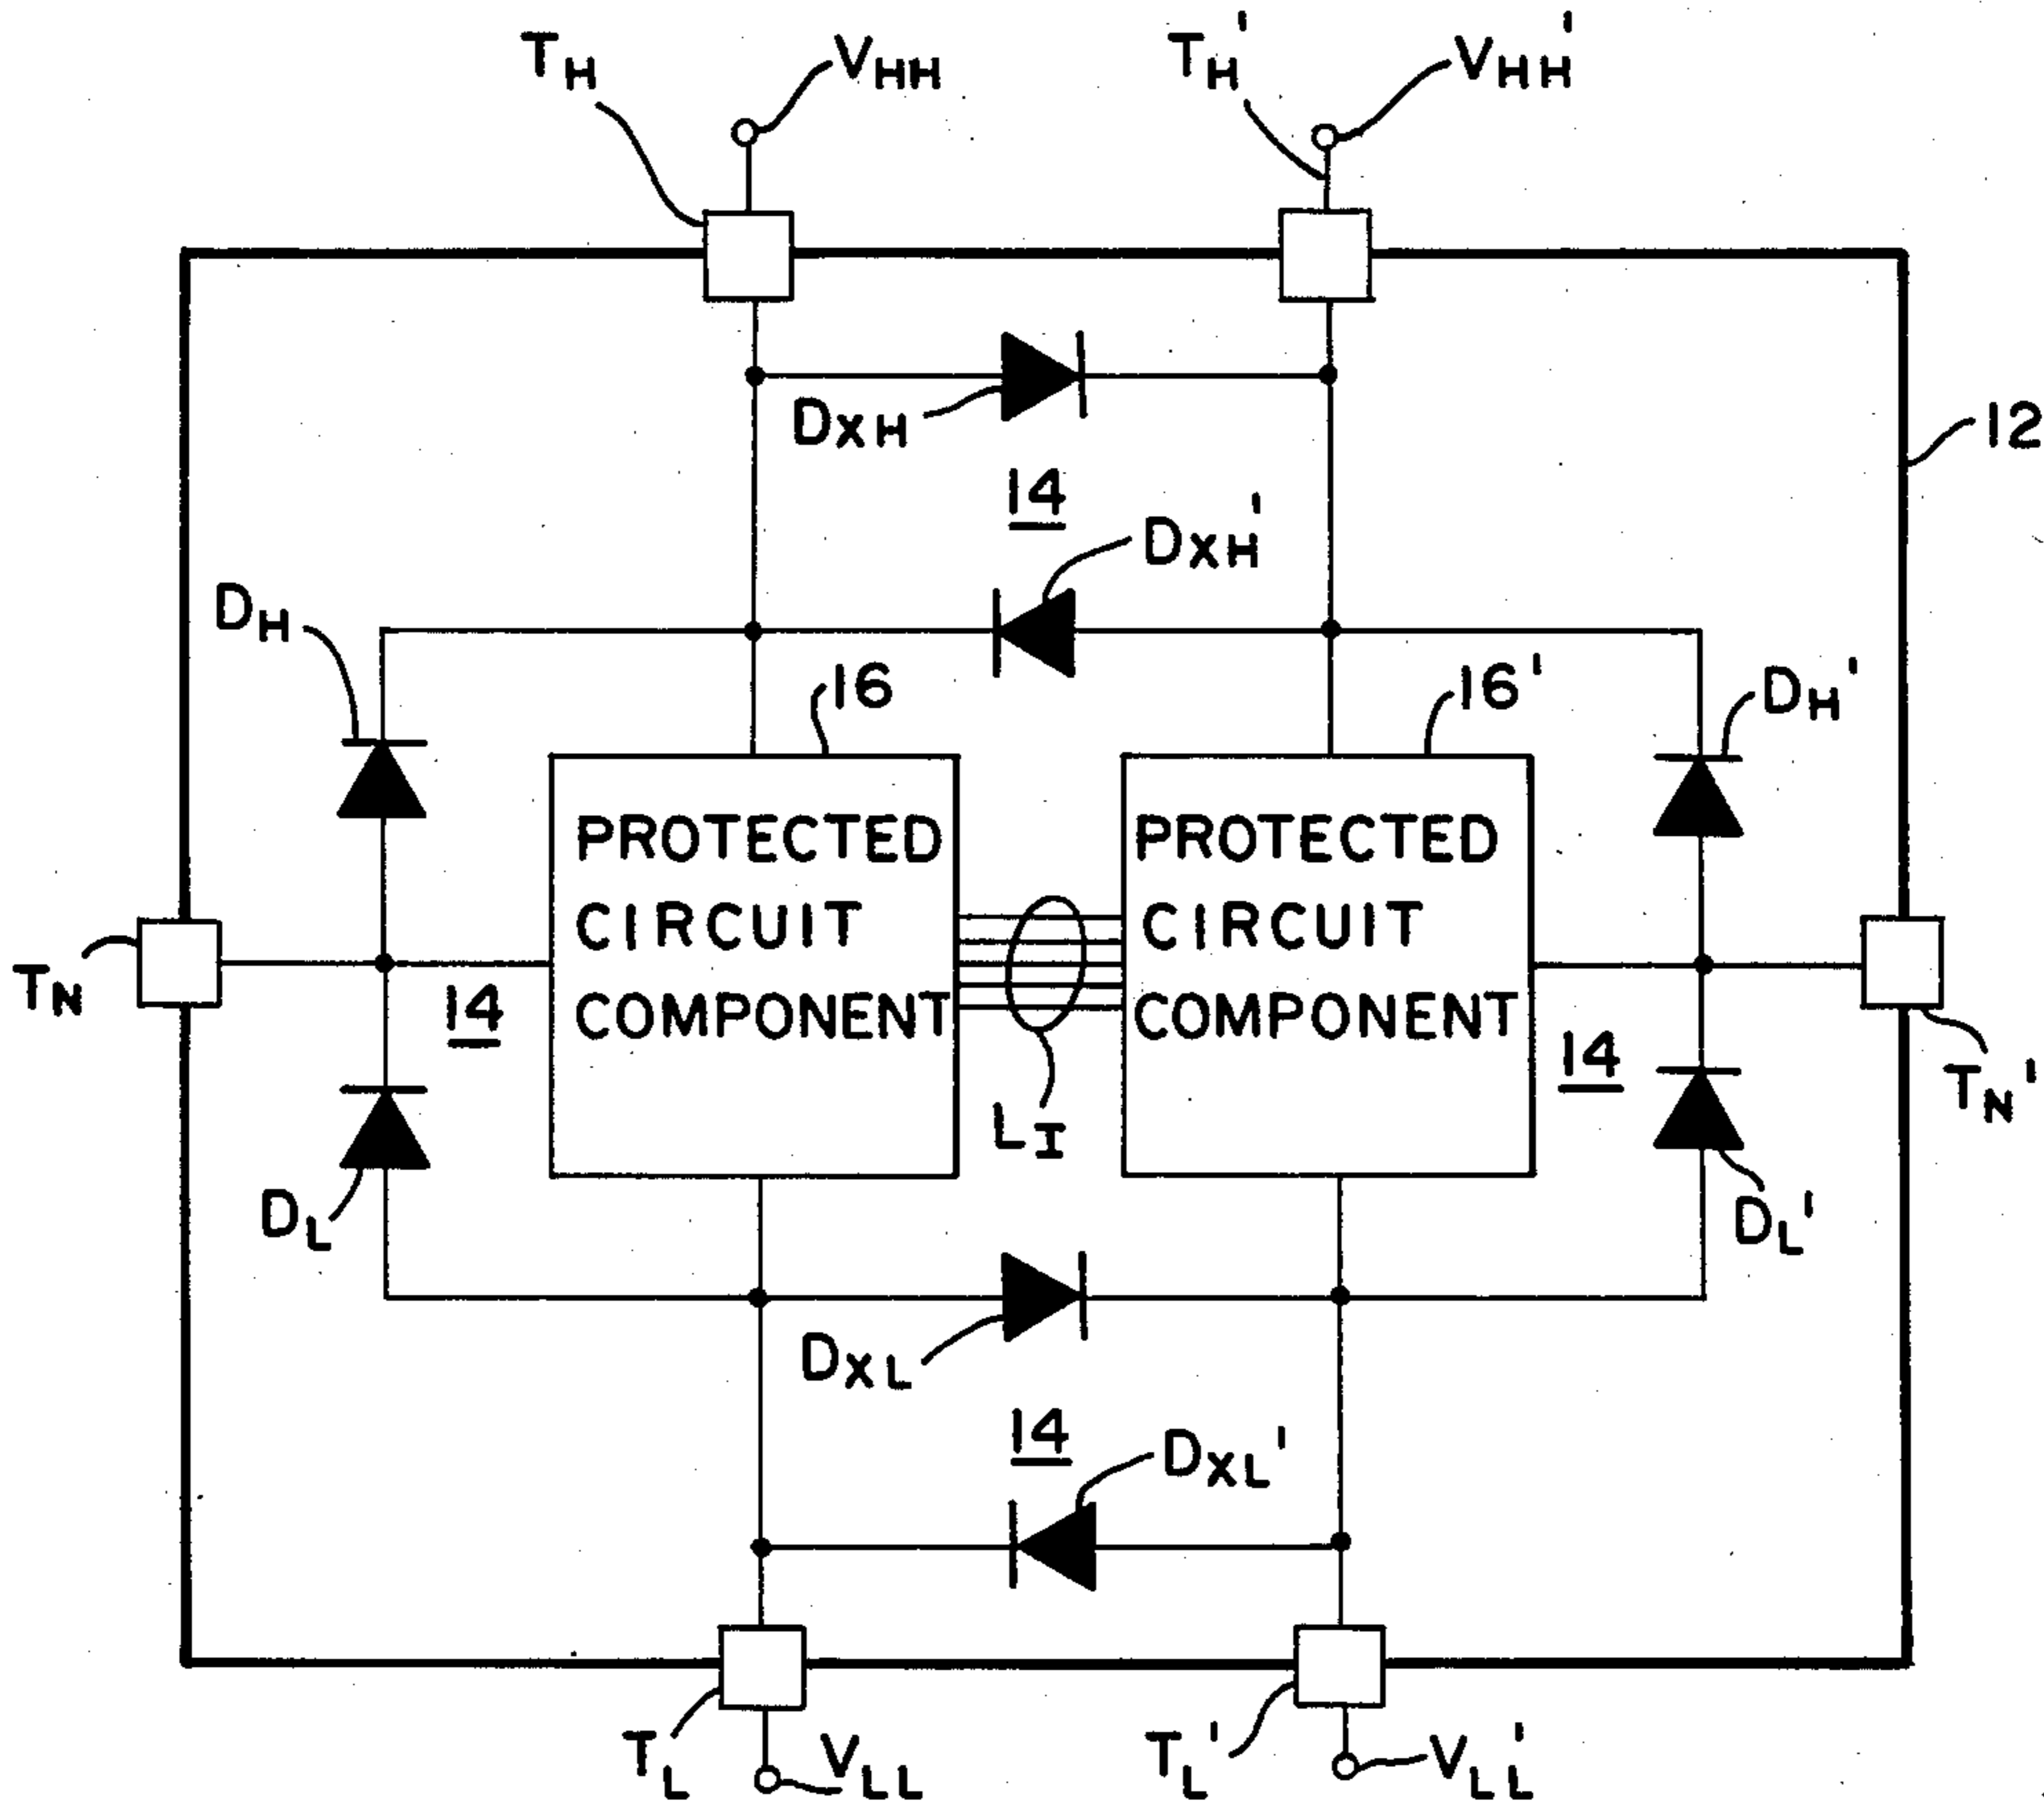 TH
VHH
TH'
VHH'
12
DXH
14
DXH'
DH
16
16'
DH'
PROTECTED
CIRCUIT
COMPONENT
PROTECTED
CIRCUIT
COMPONENT
TN
14
LI
14
TN'
DL
DL'
DXL
14
DXL'
TL
VLL
TL'
VLL'